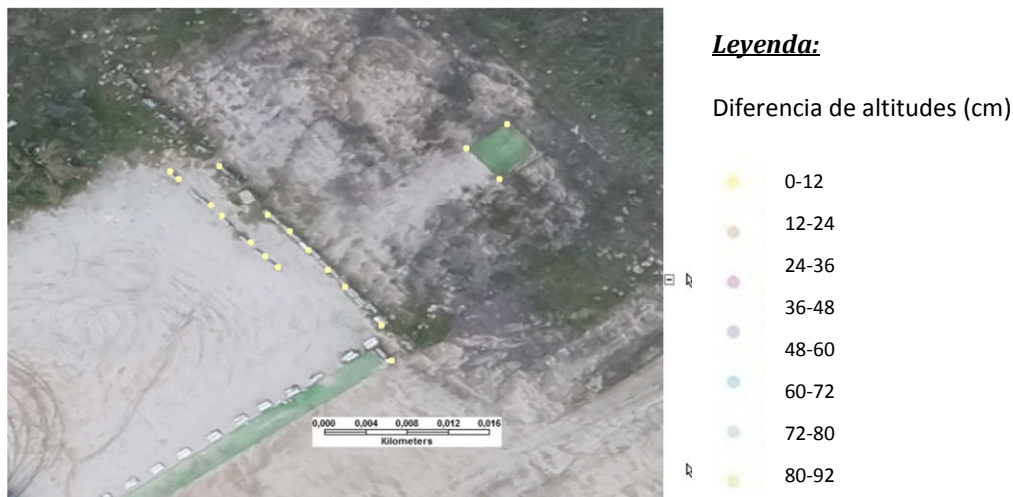 Leyenda:
Diferencia de altitudes (cm)
0-12
12-24
24-36
36-48
48-60
60-72
72-80
80-92
0,000 0,004 0,008 0,012 0,016
Kilometers